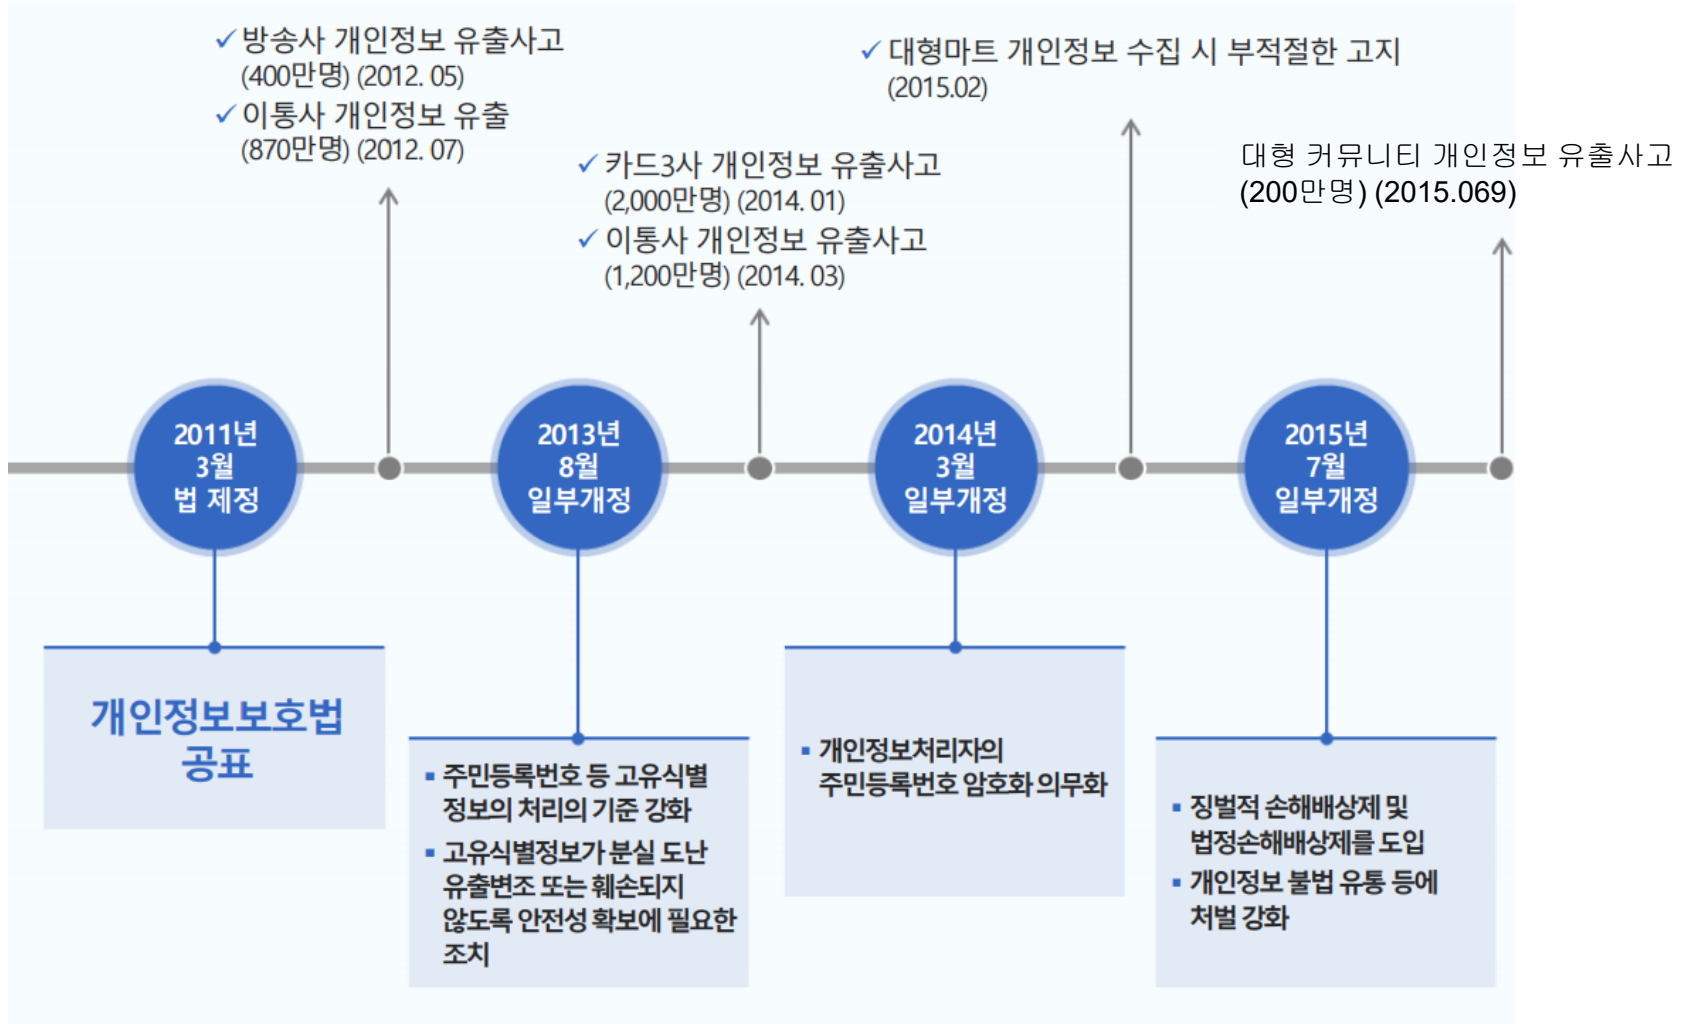 ✓ 방송사 개인정보 유출사고
(400만명) (2012. 05)
✓ 이통사 개인정보 유출
(870만명) (2012. 07)
✓ 카드3사 개인정보 유출사고
(2,000만명) (2014. 01)
✓ 이통사 개인정보 유출사고
(1,200만명) (2014. 03)
✓ 대형마트 개인정보 수집 시 부적절한 고지
(2015.02)
대형 커뮤니티 개인정보 유출사고
(200만명) (2015.069)
2011년
3월
법 제정
2013년
8월
일부개정
2014년
3월
일부개정
2015년
7월
일부개정
개인정보보호법
공표
▪ 주민등록번호 등 고유식별
정보의 처리의 기준 강화
▪ 고유식별정보가 분실 도난
유출변조 또는 훼손되지
않도록 안전성 확보에 필요한
조치
▪ 개인정보처리자의
주민등록번호 암호화 의무화
▪ 징벌적 손해배상제 및
법정손해배상제를 도입
▪ 개인정보 불법 유통 등에
처벌 강화